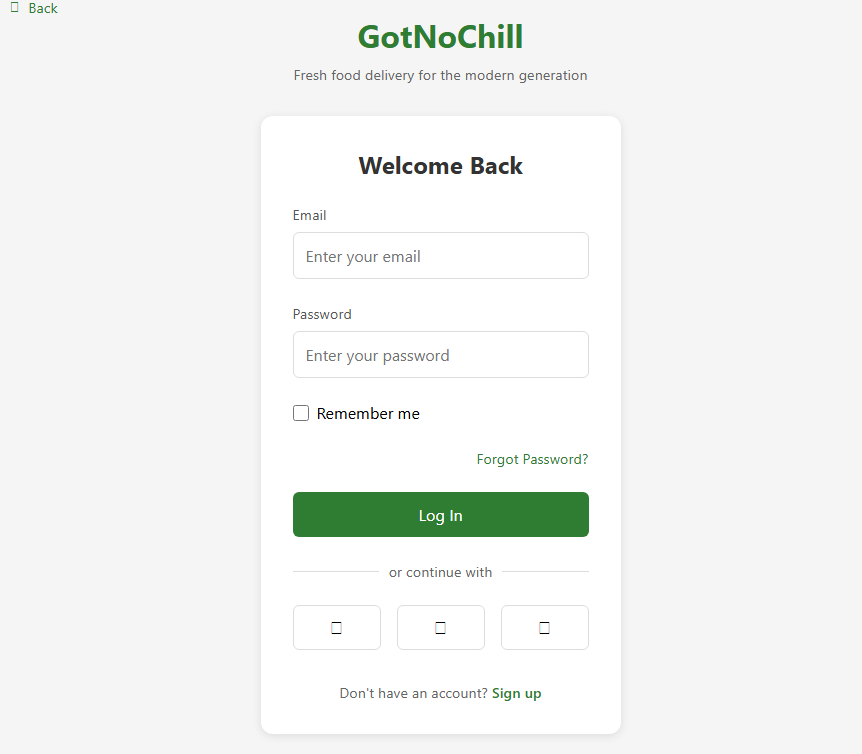 Back
GotNoChill
Fresh food delivery for the modern generation
Welcome Back
Email
Enter your email
Password
Enter your password
Remember me
Forgot Password?
Log In
or continue with
Don't have an account? Sign up